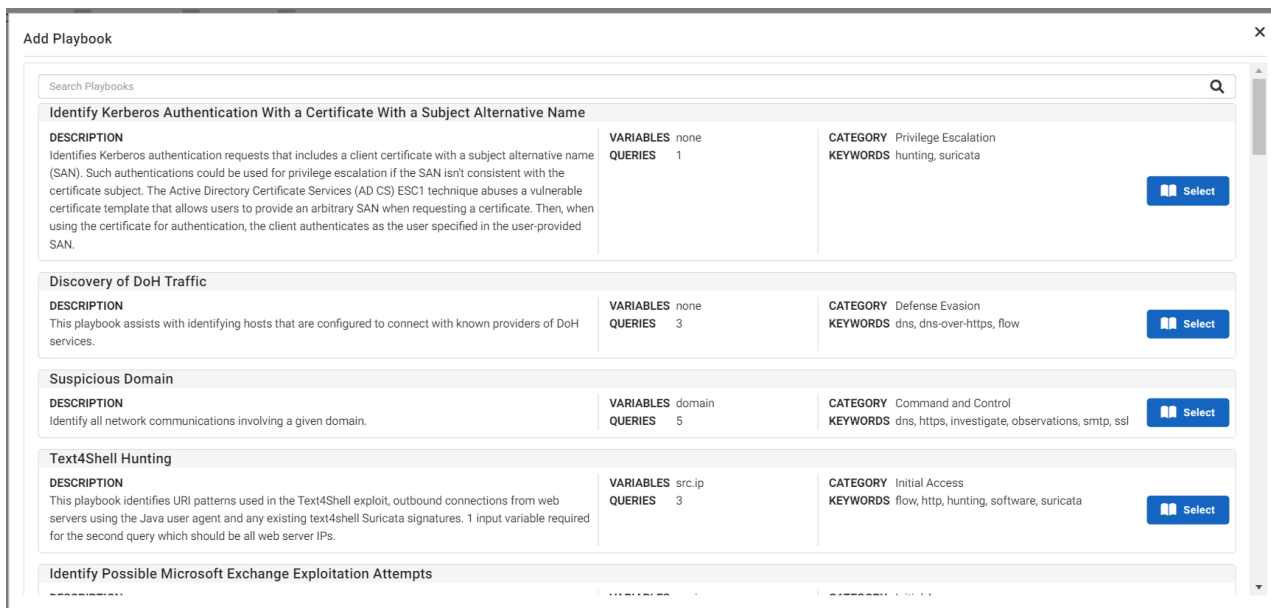 Add Playbook
×
Search Playbooks
Identify Kerberos Authentication With a Certificate With a Subject Alternative Name
DESCRIPTION
Identifies Kerberos authentication requests that includes a client certificate with a subject alternative name
(SAN). Such authentications could be used for privilege escalation if the SAN isn't consistent with the
certificate subject. The Active Directory Certificate Services (AD CS) ESC1 technique abuses a vulnerable
certificate template that allows users to provide an arbitrary SAN when requesting a certificate. Then, when
using the certificate for authentication, the client authenticates as the user specified in the user-provided
SAN.
VARIABLES none
QUERIES 1
CATEGORY Privilege Escalation
KEYWORDS hunting, suricata
Select
Discovery of DoH Traffic
DESCRIPTION
This playbook assists with identifying hosts that are configured to connect with known providers of DoH
services.
VARIABLES none
QUERIES 3
CATEGORY Defense Evasion
KEYWORDS dns, dns-over-https, flow
Select
Suspicious Domain
DESCRIPTION
Identify all network communications involving a given domain.
VARIABLES domain
QUERIES 5
CATEGORY Command and Control
KEYWORDS dns, https, investigate, observations, smtp, ssl
Select
Text4Shell Hunting
DESCRIPTION
This playbook identifies URI patterns used in the Text4Shell exploit, outbound connections from web
servers using the Java user agent and any existing text4shell Suricata signatures. 1 input variable required
for the second query which should be all web server IPs.
VARIABLES src.ip
QUERIES 3
CATEGORY Initial Access
KEYWORDS flow, http, hunting, software, suricata
Select
Identify Possible Microsoft Exchange Exploitation Attempts